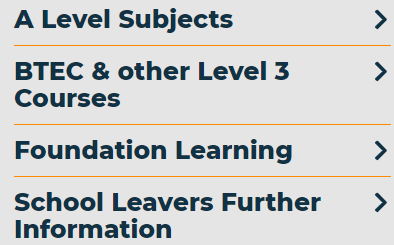 A Level Subjects
BTEC & other Level 3
Courses
Foundation Learning
School Leavers Further
Information